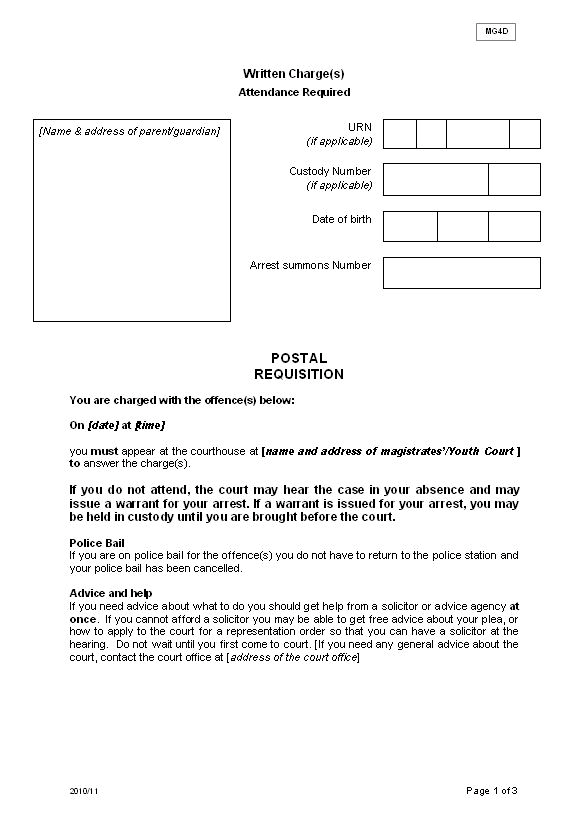 MG4D
Written Charge(s)
Attendance Required
[Name & address of parent/guardian]
URN
(if applicable)
Custody Number
(if applicable)
Date of birth
Arrest summons Number
POSTAL
REQUISITION
You are charged with the offence(s) below:
On [date] at [time]
you must appear at the courthouse at [name and address of magistrates'/Youth Court ]
to answer the charge(s).
If you do not attend, the court may hear the case in your absence and may
issue a warrant for your arrest. If a warrant is issued for your arrest, you may
be held in custody until you are brought before the court.
Police Bail
If you are on police bail for the offence(s) you do not have to return to the police station and
your police bail has been cancelled.
Advice and help
If you need advice about what to do you should get help from a solicitor or advice agency at
once. If you cannot afford a solicitor you may be able to get free advice about your plea, or
how to apply to the court for a representation order so that you can have a solicitor at the
hearing. Do not wait until you first come to court. [If you need any general advice about the
court, contact the court office at [address of the court office]
2010/11
Page 1 of 3